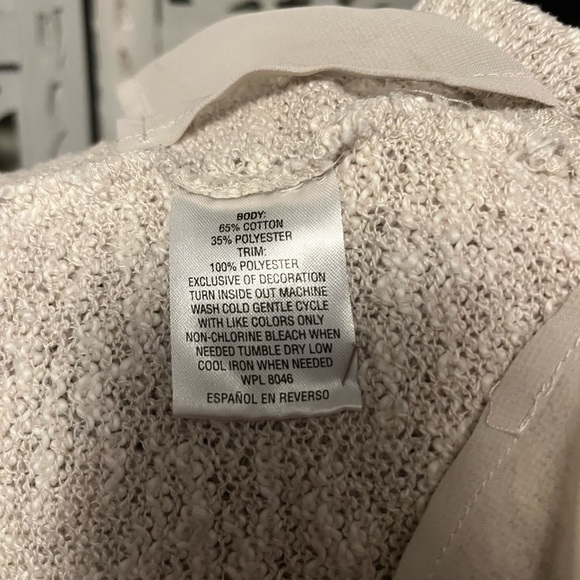 BODY:
65% COTTON
35% POLYESTER
TRIM:
100% POLYESTER
EXCLUSIVE OF DECORATION
TURN INSIDE OUT MACHINE
WASH COLD GENTLE CYCLE
WITH LIKE COLORS ONLY
NON-CHLORINE BLEACH WHEN
NEEDED TUMBLE DRY LOW
COOL IRON WHEN NEEDED
WPL 8046
ESPAÑOL EN REVERSO